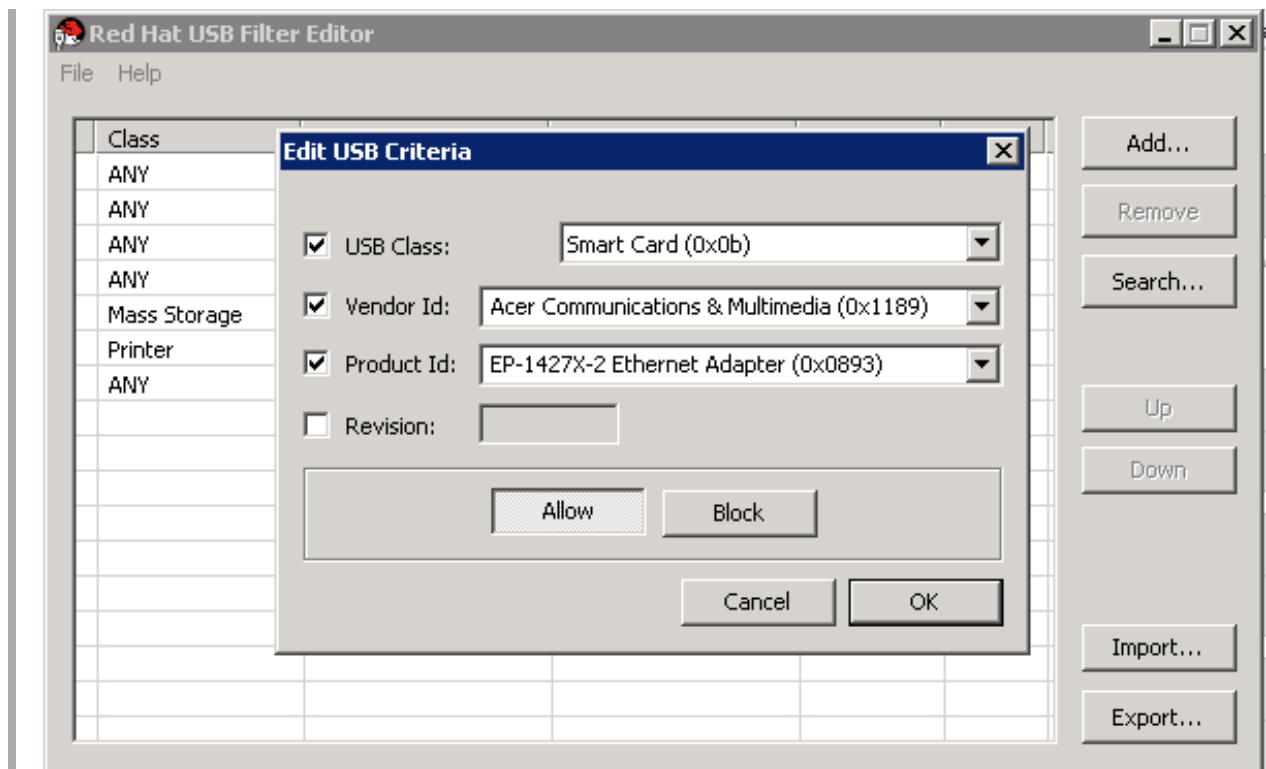 Red Hat USB Filter Editor
File Help
Class
ANY
ANY
ANY
ANY
Mass Storage
Printer
ANY
Edit USB Criteria
USB Class: Smart Card (0x0b)
Vendor Id: Acer Communications & Multimedia (0x1189)
Product Id: EP-1427X-2 Ethernet Adapter (0x0893)
Revision:
Allow Block
Cancel OK
Add...
Remove
Search...
Up
Down
Import...
Export...